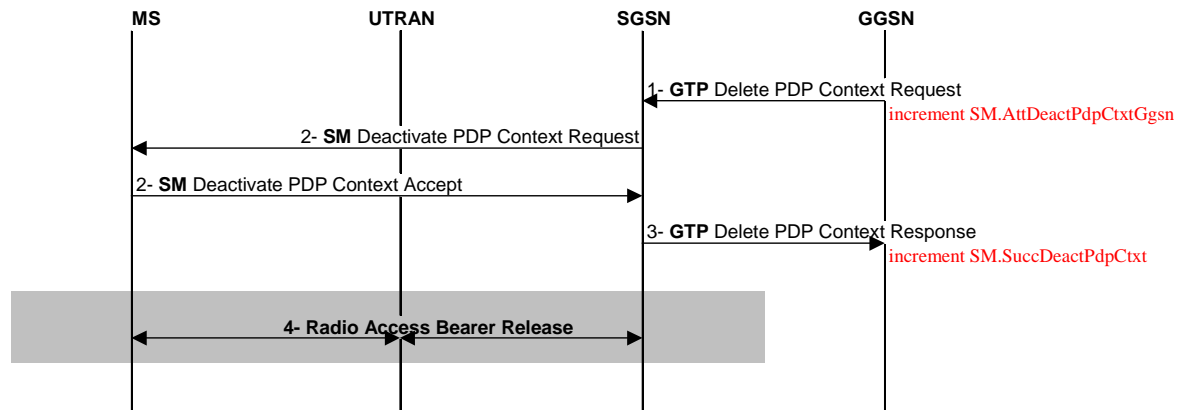 MS UTRAN SGSN GGSN
1- GTP Delete PDP Context Request
increment SM.AttDeactPdpCtxtGgsn
2- SM Deactivate PDP Context Request
2- SM Deactivate PDP Context Accept
3- GTP Delete PDP Context Response
increment SM.SuccDeactPdpCtxt
4- Radio Access Bearer Release